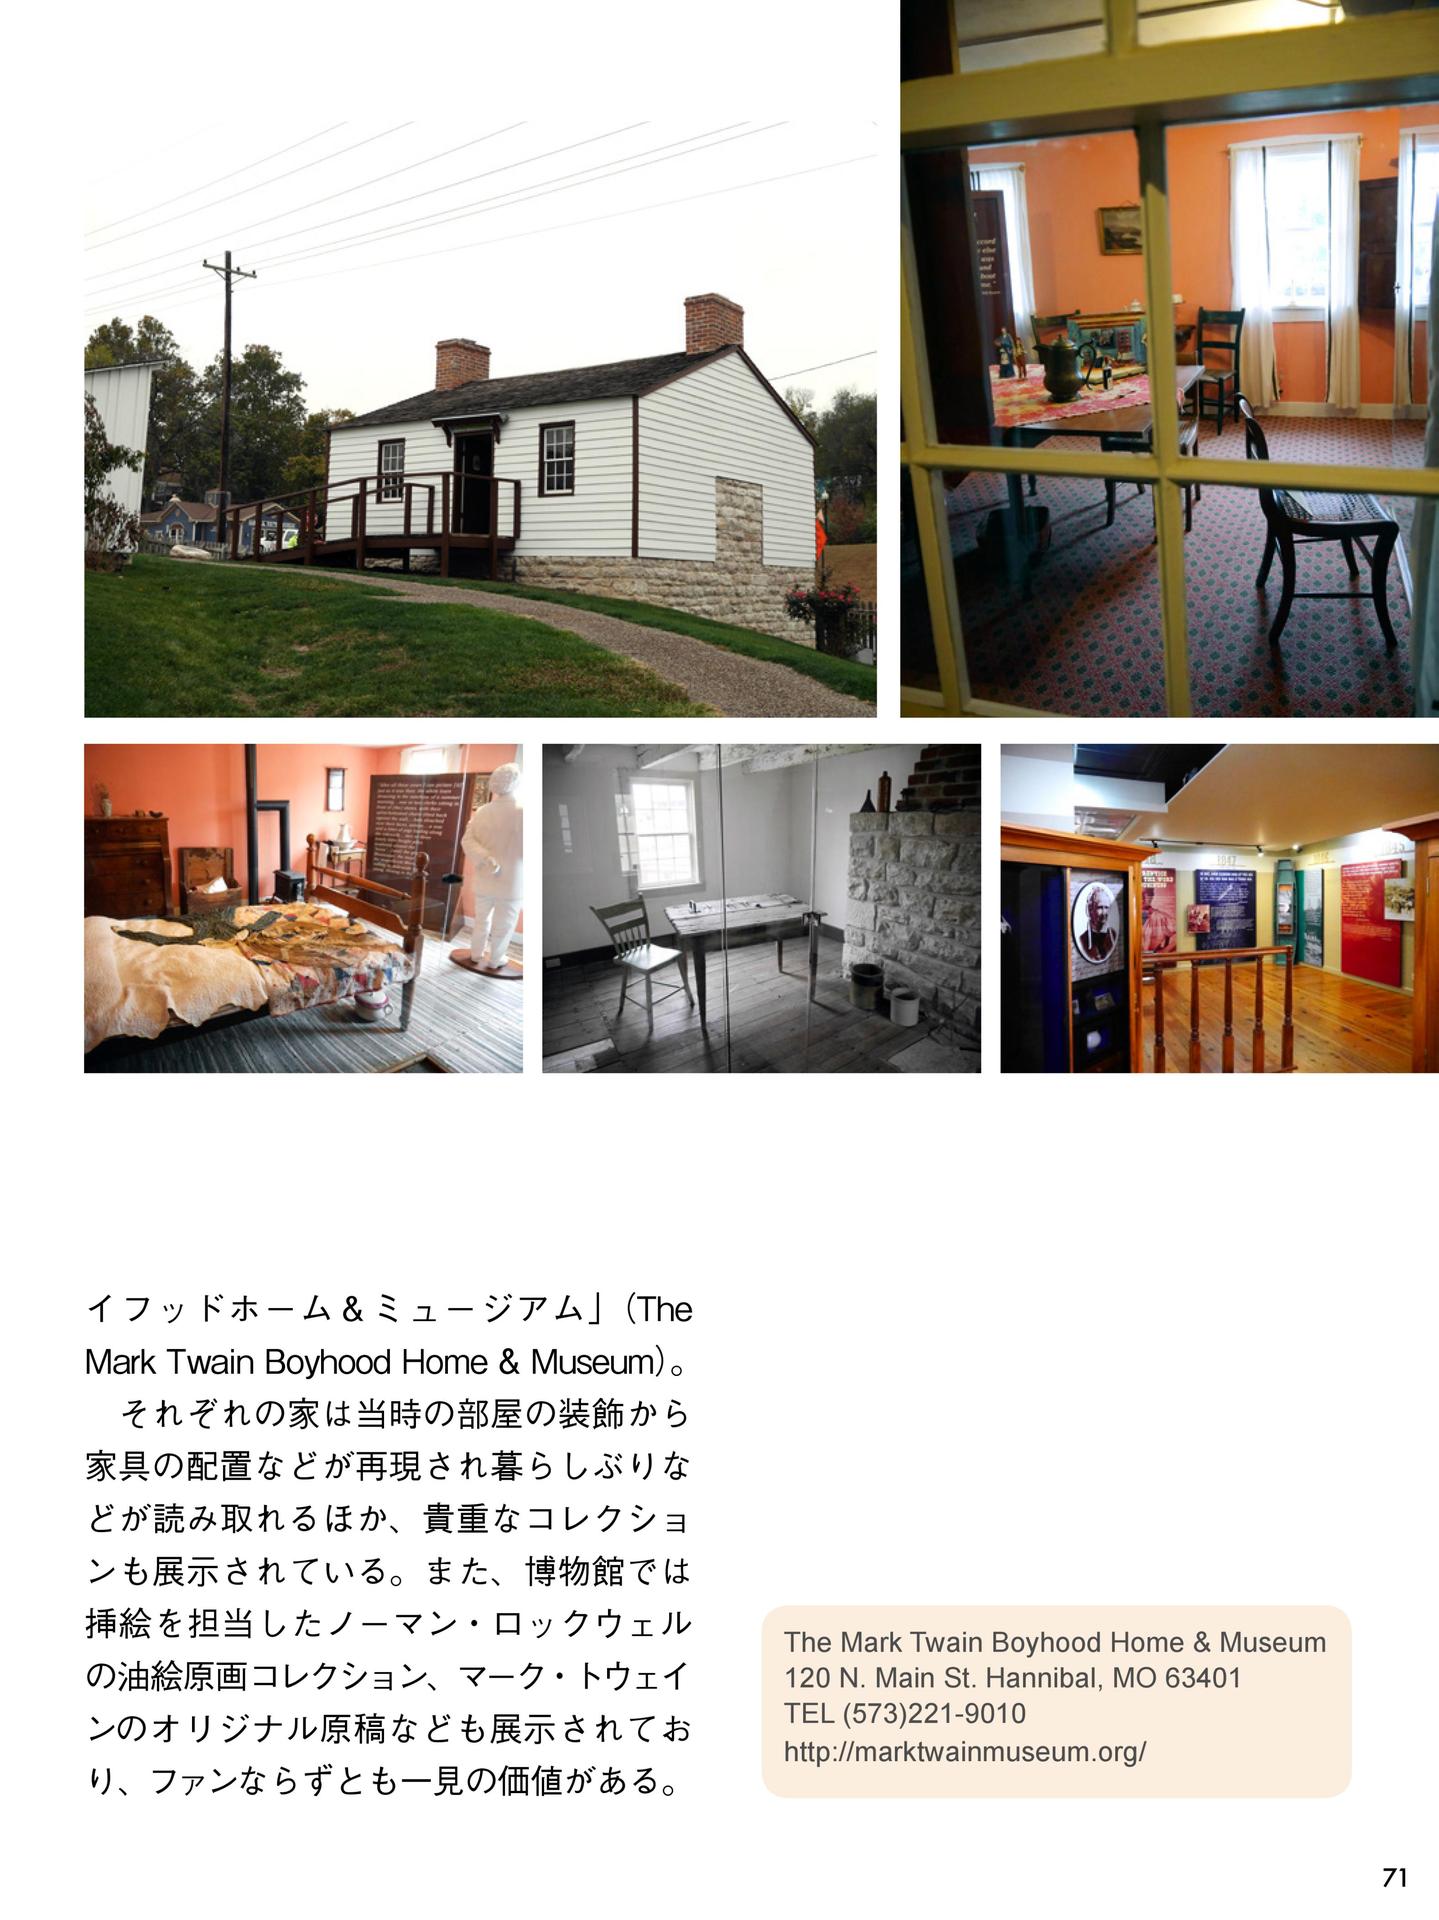 ccord
else
was
and
bout
me."
1847
イフッドホーム＆ミュージアム」（The
Mark Twain Boyhood Home & Museum）。
　それぞれの家は当時の部屋の装飾から
家具の配置などが再現され暮らしぶりな
どが読み取れるほか、貴重なコレクショ
ンも展示されている。また、博物館では
挿絵を担当したノーマン・ロックウェル
の油絵原画コレクション、マーク・トウェイ
ンのオリジナル原稿なども展示されてお
り、ファンならずとも一見の価値がある。
The Mark Twain Boyhood Home & Museum
120 N. Main St. Hannibal, MO 63401
TEL (573)221-9010
http://marktwainmuseum.org/
71